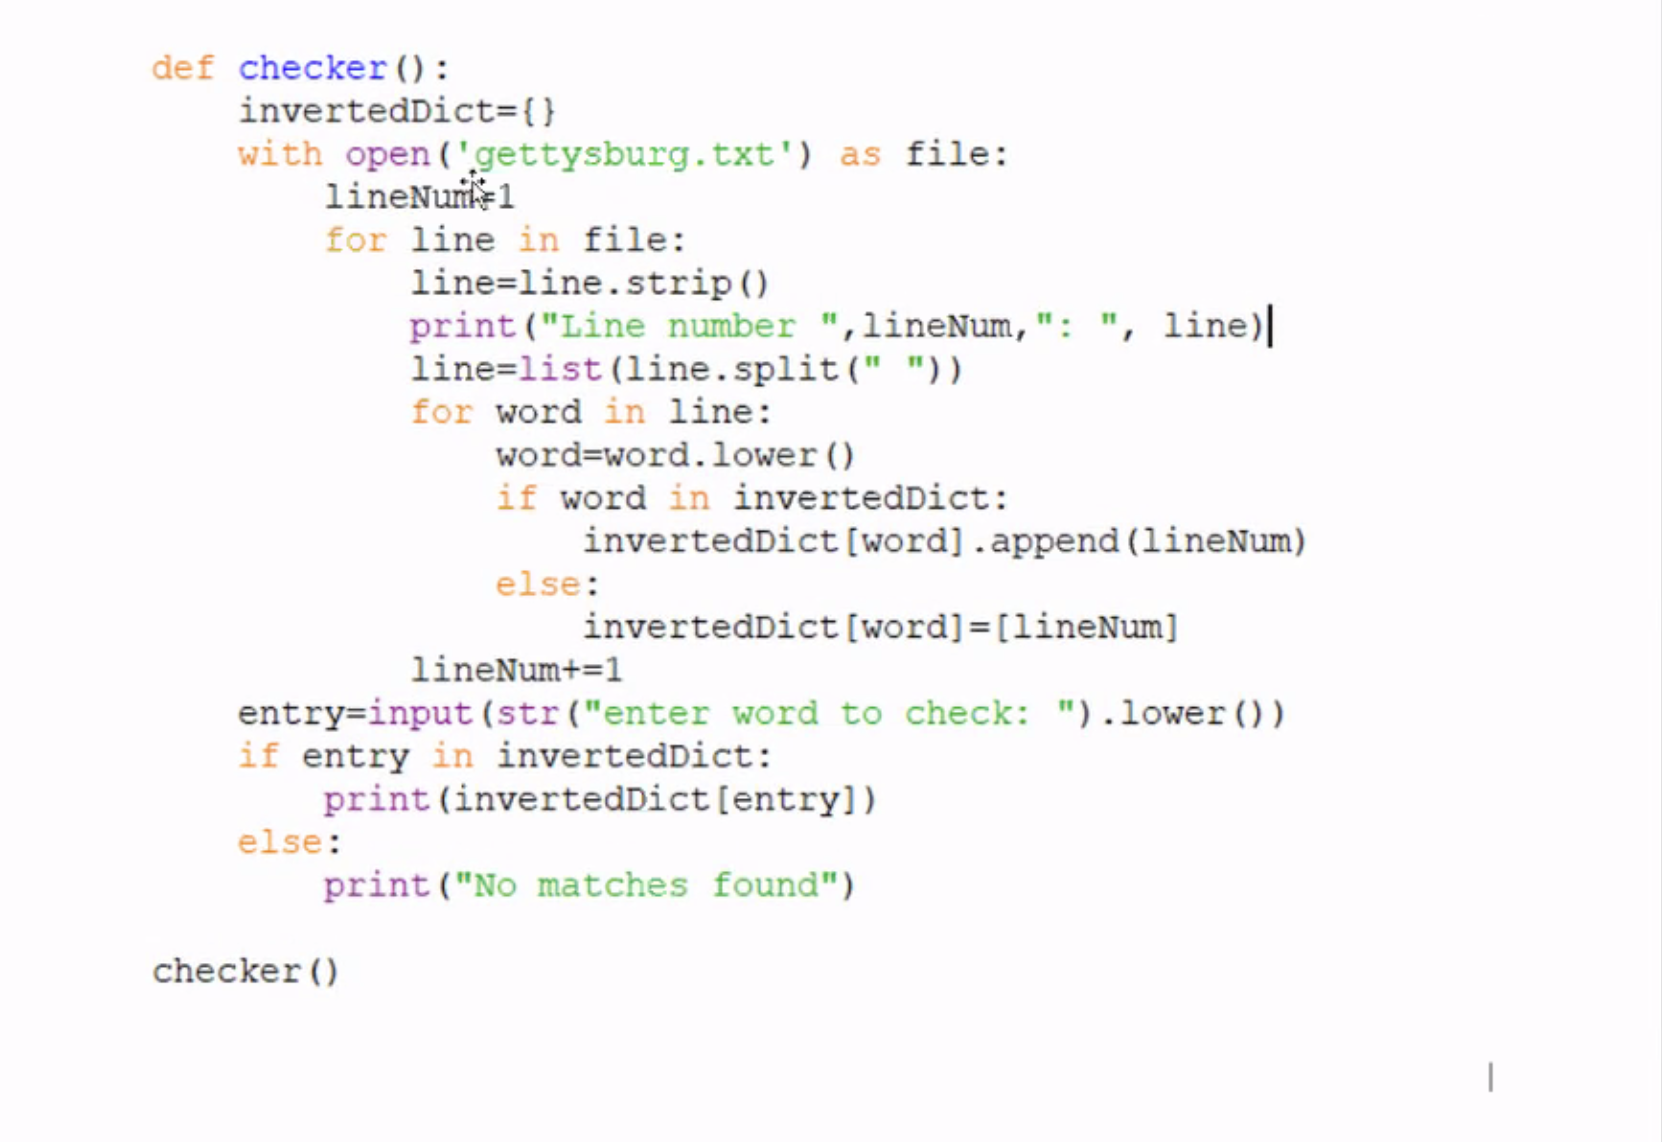 def checker():
    invertedDict={}
    with open('gettysburg.txt') as file:
        lineNum=1
        for line in file:
            line=line.strip()
            print("Line number ",lineNum,": ", line)
            line=list(line.split(" "))
            for word in line:
                word=word.lower()
                if word in invertedDict:
                    invertedDict[word].append(lineNum)
                else:
                    invertedDict[word]=[lineNum]
            lineNum+=1
    entry=input(str("enter word to check: ").lower())
    if entry in invertedDict:
        print(invertedDict[entry])
    else:
        print("No matches found")

checker()